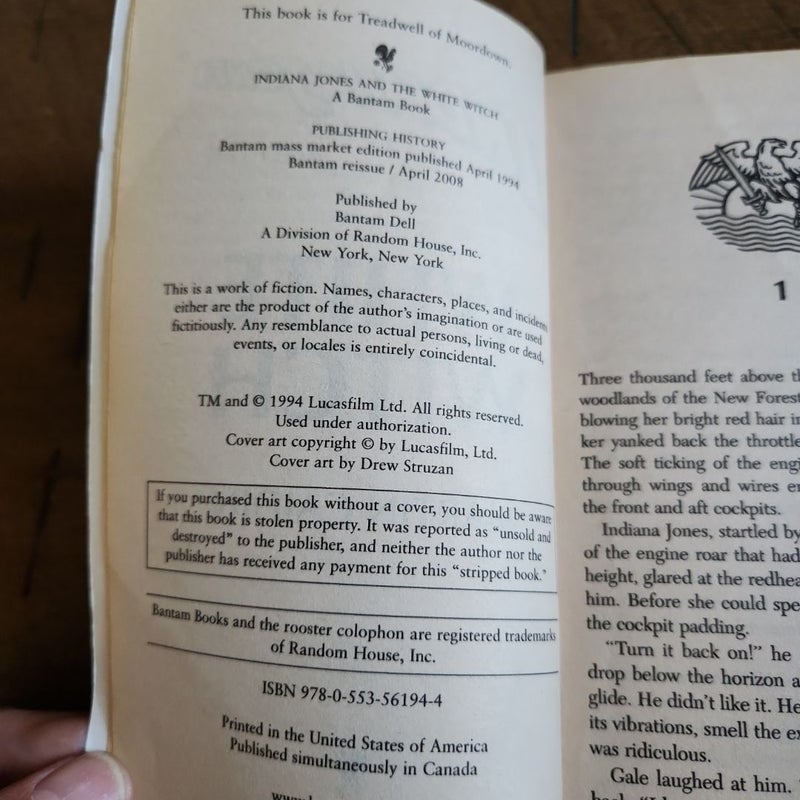 This book is for Treadwell of Moordown.
INDIANA JONES AND THE WHITE WITCH
A Bantam Book
PUBLISHING HISTORY
Bantam mass market edition published April 1994
Bantam reissue / April 2008
Published by
Bantam Dell
A Division of Random House, Inc.
New York, New York
This is a work of fiction. Names, characters, places, and incidents
either are the product of the author's imagination or are used
fictitiously. Any resemblance to actual persons, living or dead,
events, or locales is entirely coincidental.
TM and © 1994 Lucasfilm Ltd. All rights reserved.
Used under authorization.
Cover art copyright © by Lucasfilm, Ltd.
Cover art by Drew Struzan
If you purchased this book without a cover, you should be aware
that this book is stolen property. It was reported as "unsold and
destroyed" to the publisher, and neither the author nor the
publisher has received any payment for this "stripped book."
Bantam Books and the rooster colophon are registered trademarks
of Random House, Inc.
ISBN 978-0-553-56194-4
Printed in the United States of America
Published simultaneously in Canada
1
Three thousand feet above
woodlands of the New Forest
blowing her bright red hair
ker yanked back the throttle
The soft ticking of the
through wings and wires
the front and aft cockpits.
Indiana Jones, startled by
of the engine roar that had
height, glared at the
him. Before she could
the cockpit padding.
"Turn it back on!" he
drop below the horizon
glide. He didn't like it. He
its vibrations, smell the
was ridiculous.
Gale laughed at him.